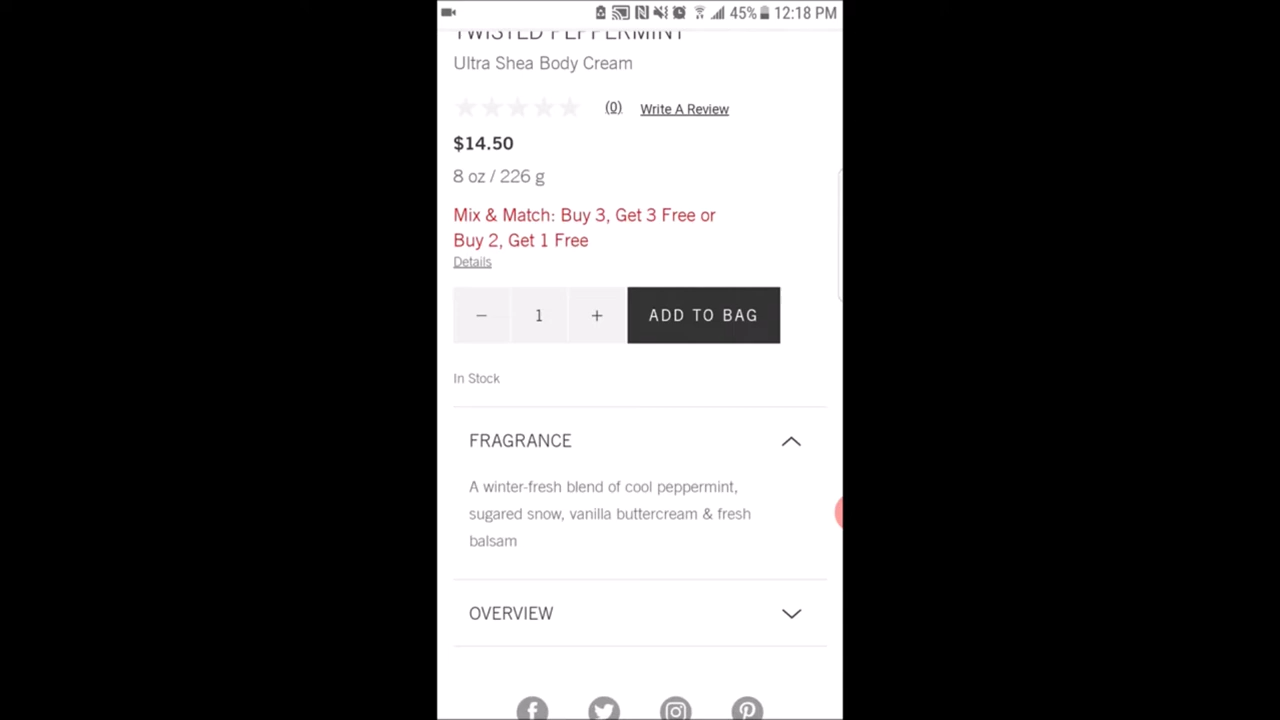 45% 12:18 PM
TWISTED PEPPERMINT
Ultra Shea Body Cream
(0) Write A Review
$14.50
8 oz / 226 g
Mix & Match: Buy 3, Get 3 Free or
Buy 2, Get 1 Free
Details
− 1 + ADD TO BAG
In Stock
FRAGRANCE
A winter-fresh blend of cool peppermint,
sugared snow, vanilla buttercream & fresh
balsam
OVERVIEW